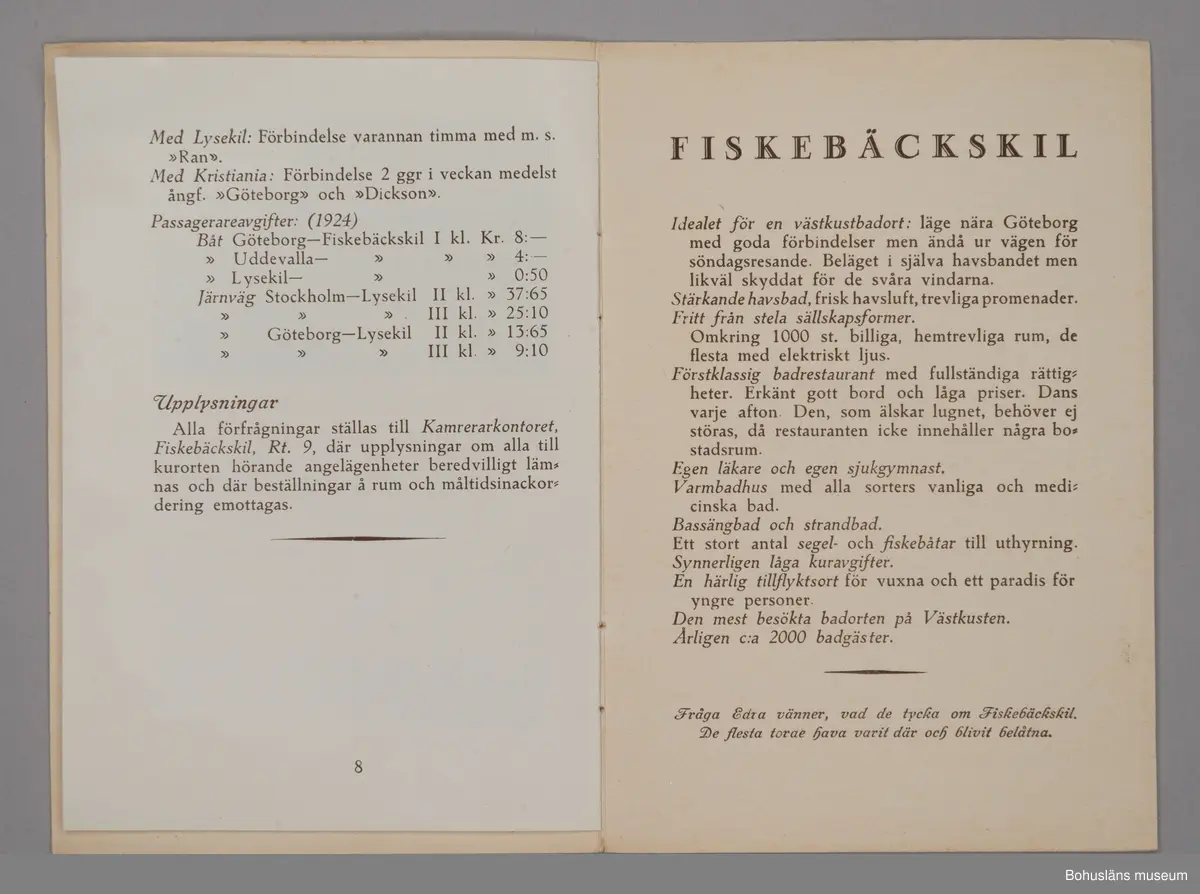 Med Lysekil: Förbindelse varannan timma med m. s.
»Ran».
Med Kristiania: Förbindelse 2 ggr i veckan medelst
ångf. »Göteborg» och »Dickson».
Passagerareavgifter: (1924)
Båt Göteborg—Fiskebäckskil I kl. Kr. 8:—
» Uddevalla— » » » 4:—
» Lysekil— » » 0:50
Järnväg Stockholm—Lysekil II kl. » 37:65
» » » III kl. » 25:10
» Göteborg—Lysekil II kl. » 13:65
» » » III kl. » 9:10
Upplysningar
Alla förfrågningar ställas till Kamrerarkontoret,
Fiskebäckskil, Rt. 9, där upplysningar om alla till
kurorten hörande angelägenheter beredvilligt läm-
nas och där beställningar å rum och måltidsinackor-
dering emottagas.
8
FISKEBÄCKSKIL
Idealet för en västkustbadort: läge nära Göteborg
med goda förbindelser men ändå ur vägen för
söndagsresande. Beläget i själva havsbandet men
likväl skyddat för de svåra vindarna.
Stärkande havsbad, frisk havsluft, trevliga promenader.
Fritt från stela sällskapsformer.
Omkring 1000 st. billiga, hemtrevliga rum, de
flesta med elektriskt ljus.
Förstklassig badrestaurant med fullständiga rättig-
heter. Erkänt gott bord och låga priser. Dans
varje afton. Den, som älskar lugnet, behöver ej
störas, då restauranten icke innehåller några bo-
stadsrum.
Egen läkare och egen sjukgymnast.
Varmbadhus med alla sorters vanliga och medi-
cinska bad.
Bassängbad och strandbad.
Ett stort antal segel- och fiskebåtar till uthyrning.
Synnerligen låga kuravgifter.
En härlig tillflyktsort för vuxna och ett paradis för
yngre personer.
Den mest besökta badorten på Västkusten.
Årligen c:a 2000 badgäster.
Fråga Edra vänner, vad de tycka om Fiskebäckskil.
De flesta torde hava varit där och blivit belåtna.
Bohusläns museum